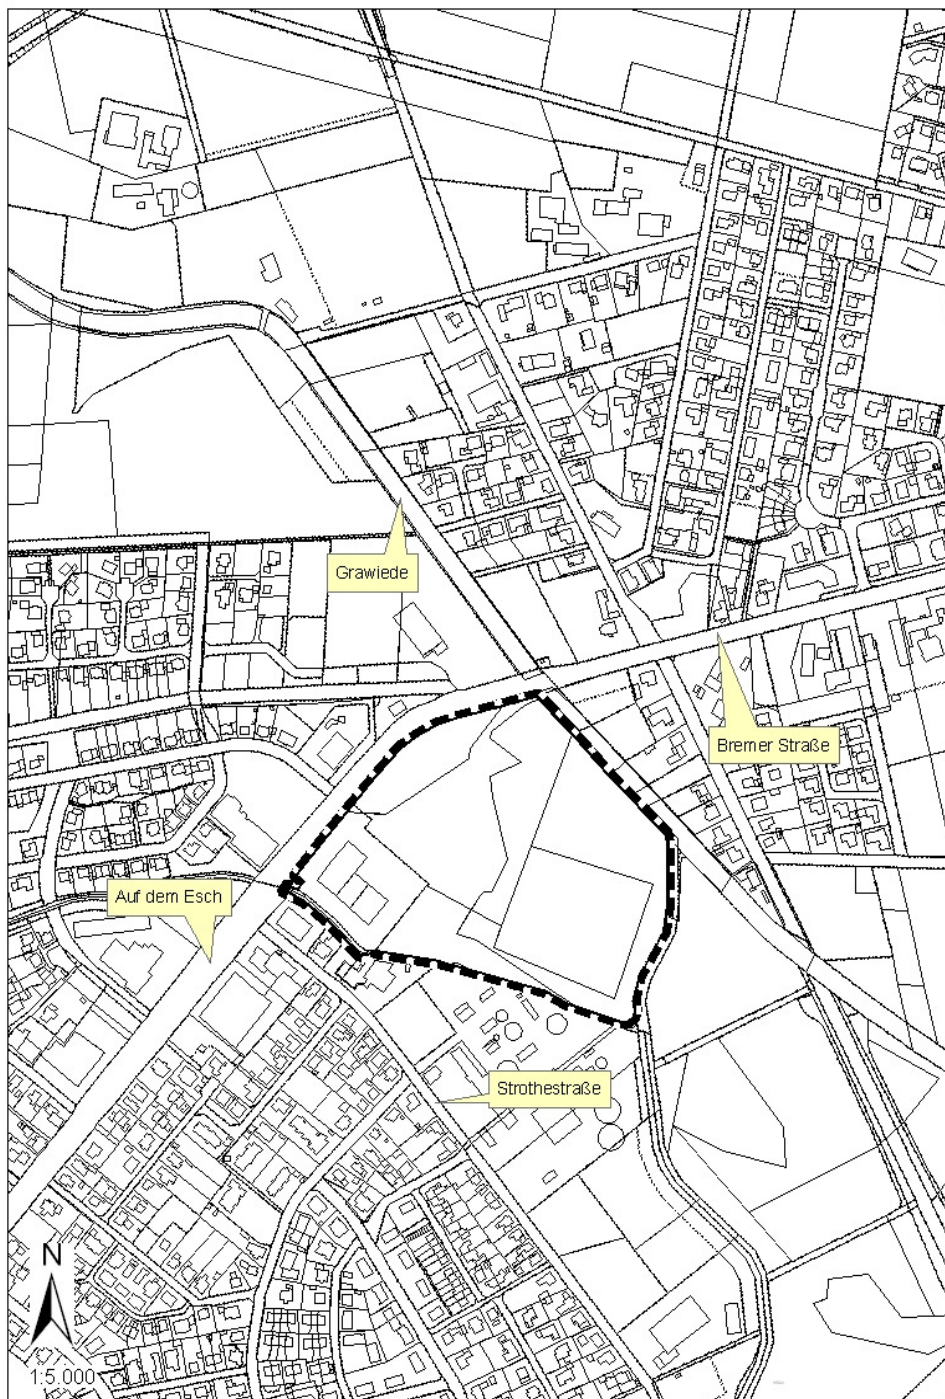 Grawiede
Bremer Straße
Auf dem Esch
Strothestraße
N
1:5.000